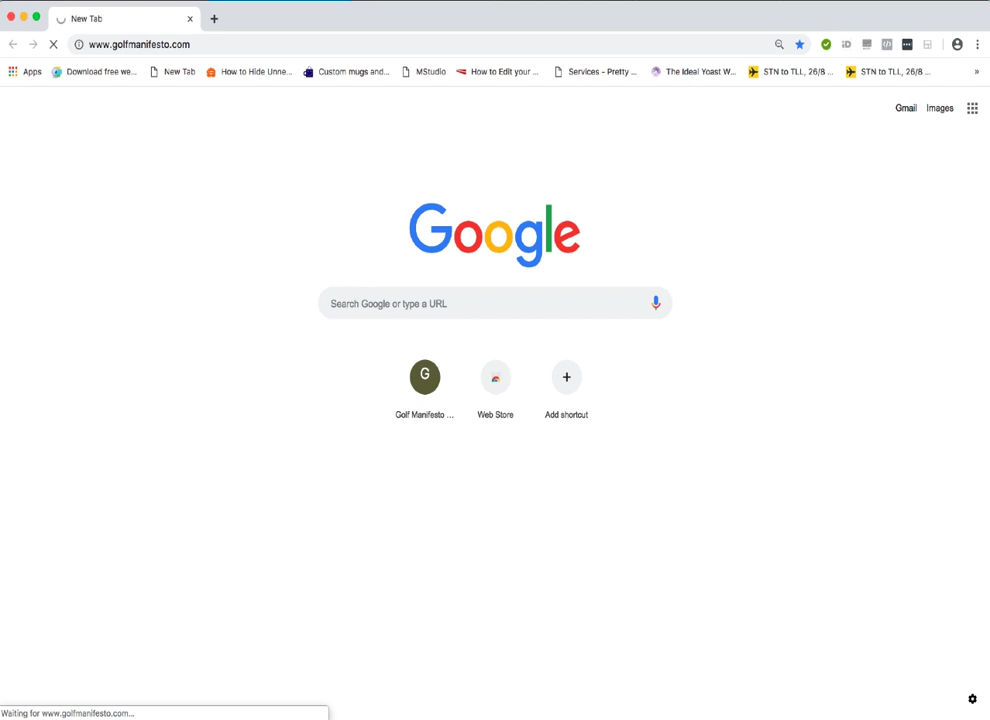 New Tab
www.golfmanifesto.com
Apps Download free we... New Tab How to Hide Unne... Custom mugs and... MStudio How to Edit your ... Services - Pretty ... The Ideal Yoast W... STN to TLL, 26/8 ... STN to TLL, 26/8 ... »
Gmail Images
Google
Search Google or type a URL
G
Golf Manifesto ... Web Store Add shortcut
Waiting for www.golfmanifesto.com...